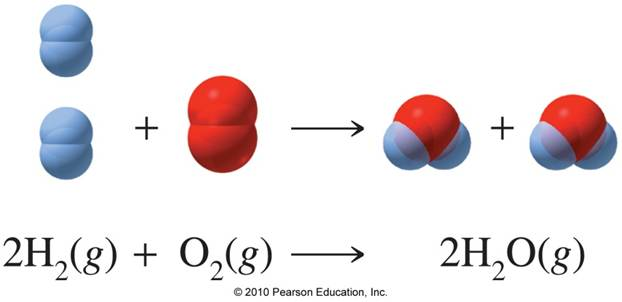 + ⟶ +
2H₂(g) + O₂(g) ⟶ 2H₂O(g)
© 2010 Pearson Education, Inc.